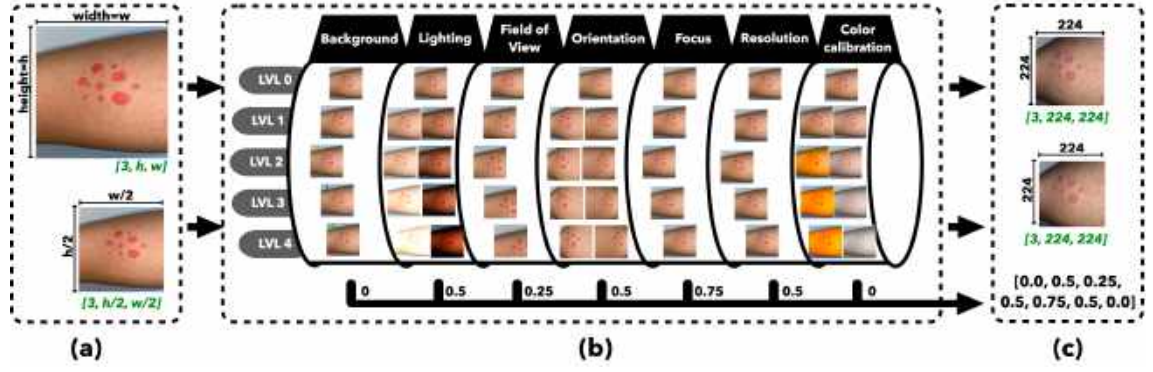 width=w
height=h
[3, h, w]
w/2
h/2
[3, h/2, w/2]
(a)
Background
Lighting
Field of
View
Orientation
Focus
Resolution
Color
calibration
LVL 0
LVL 1
LVL 2
LVL 3
LVL 4
0
0.5
0.25
0.5
0.75
0.5
0
(b)
224
224
[3, 224, 224]
224
224
[3, 224, 224]
[0.0, 0.5, 0.25,
0.5, 0.75, 0.5, 0.0]
(c)